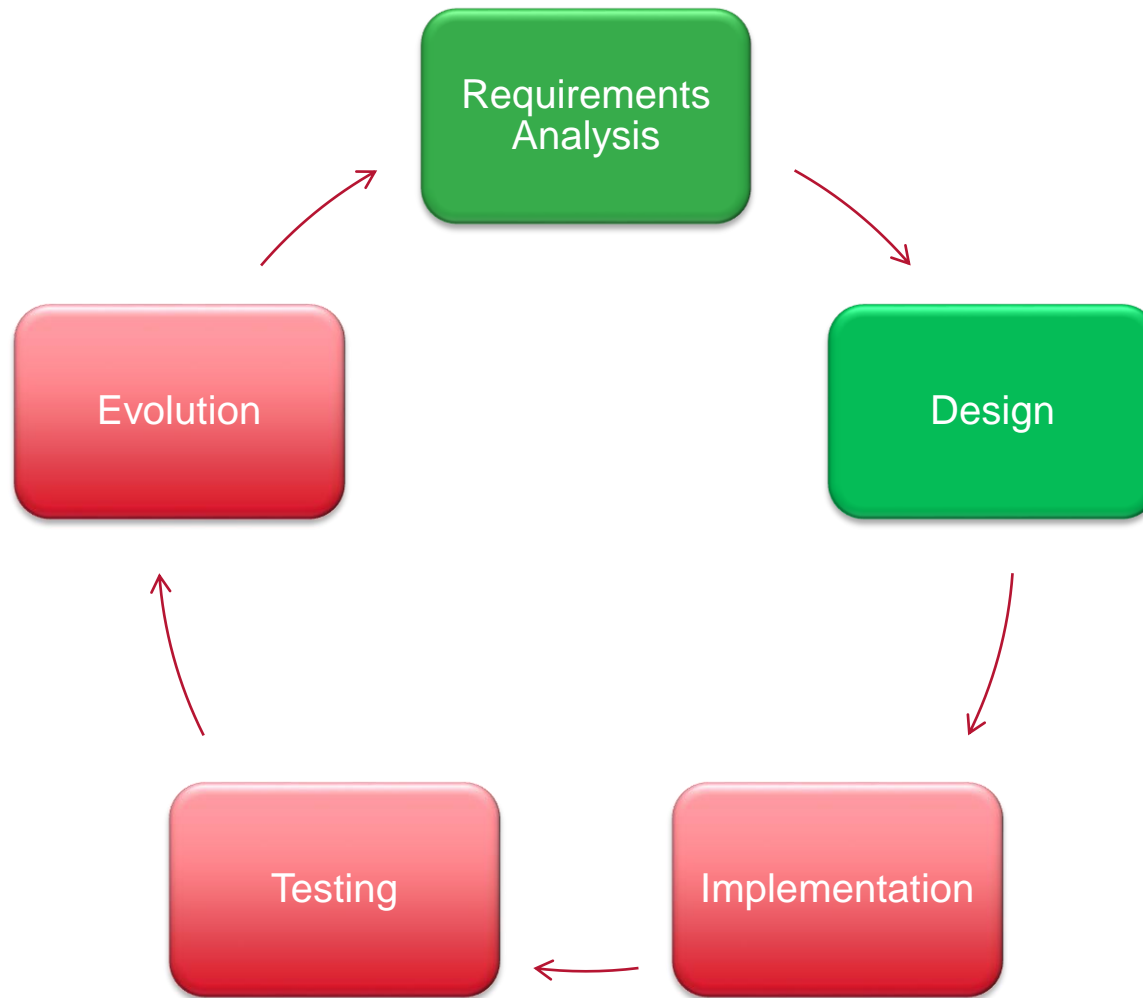 Requirements
Analysis
Design
Implementation
Testing
Evolution